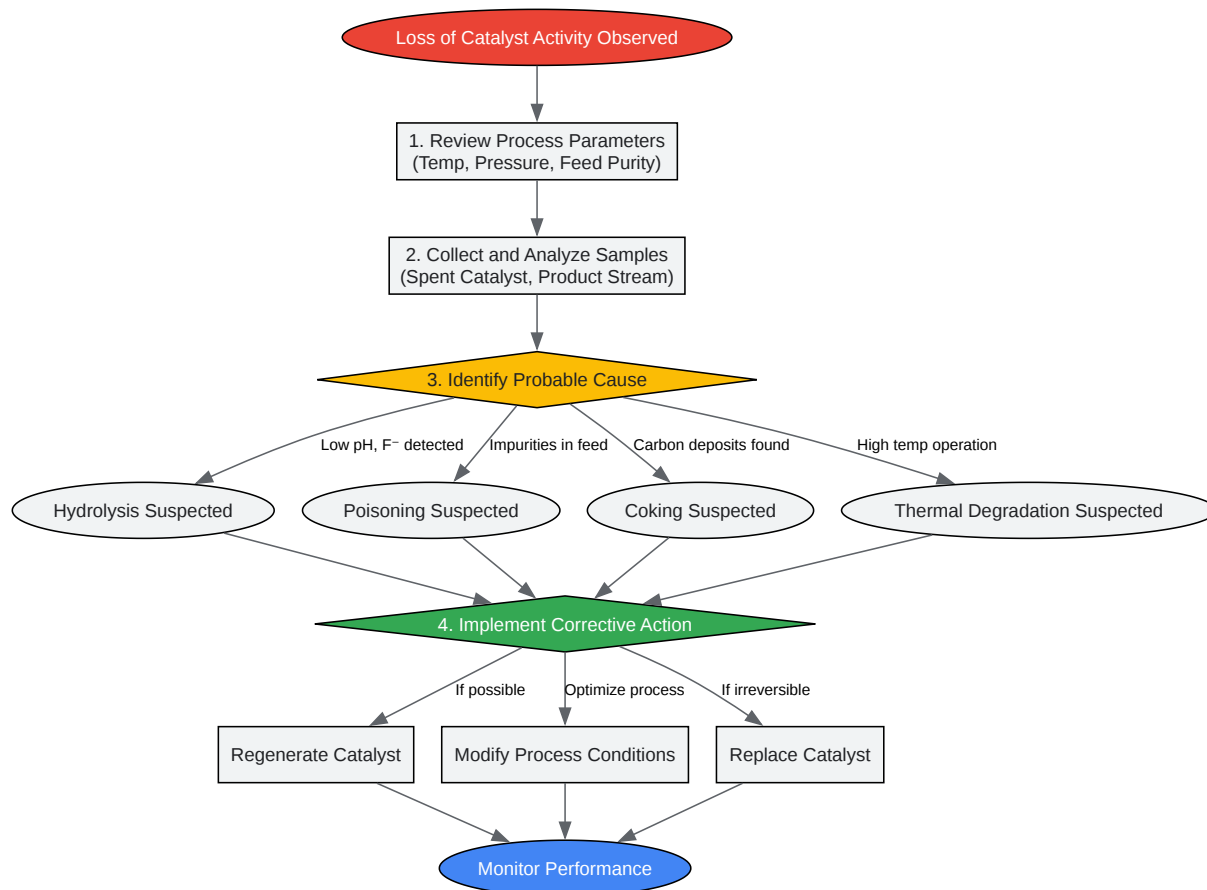 Loss of Catalyst Activity Observed
1. Review Process Parameters
(Temp, Pressure, Feed Purity)
2. Collect and Analyze Samples
(Spent Catalyst, Product Stream)
3. Identify Probable Cause
Low pH, F⁻ detected
Impurities in feed
Carbon deposits found
High temp operation
Hydrolysis Suspected
Poisoning Suspected
Coking Suspected
Thermal Degradation Suspected
4. Implement Corrective Action
If possible
Optimize process
If irreversible
Regenerate Catalyst
Modify Process Conditions
Replace Catalyst
Monitor Performance